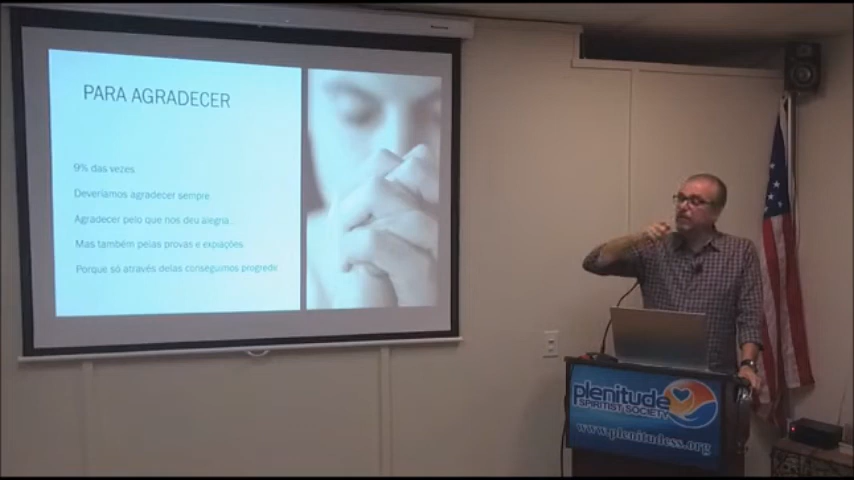 PARA AGRADECER
9% das vezes.
Deveríamos agradecer sempre
Agradecer pelo que nos deu alegria.
Mas também pelas provas e expiações
Porque só através delas conseguimos progredir
plenitude
SPIRITIST SOCIETY
www.plenitudess.org